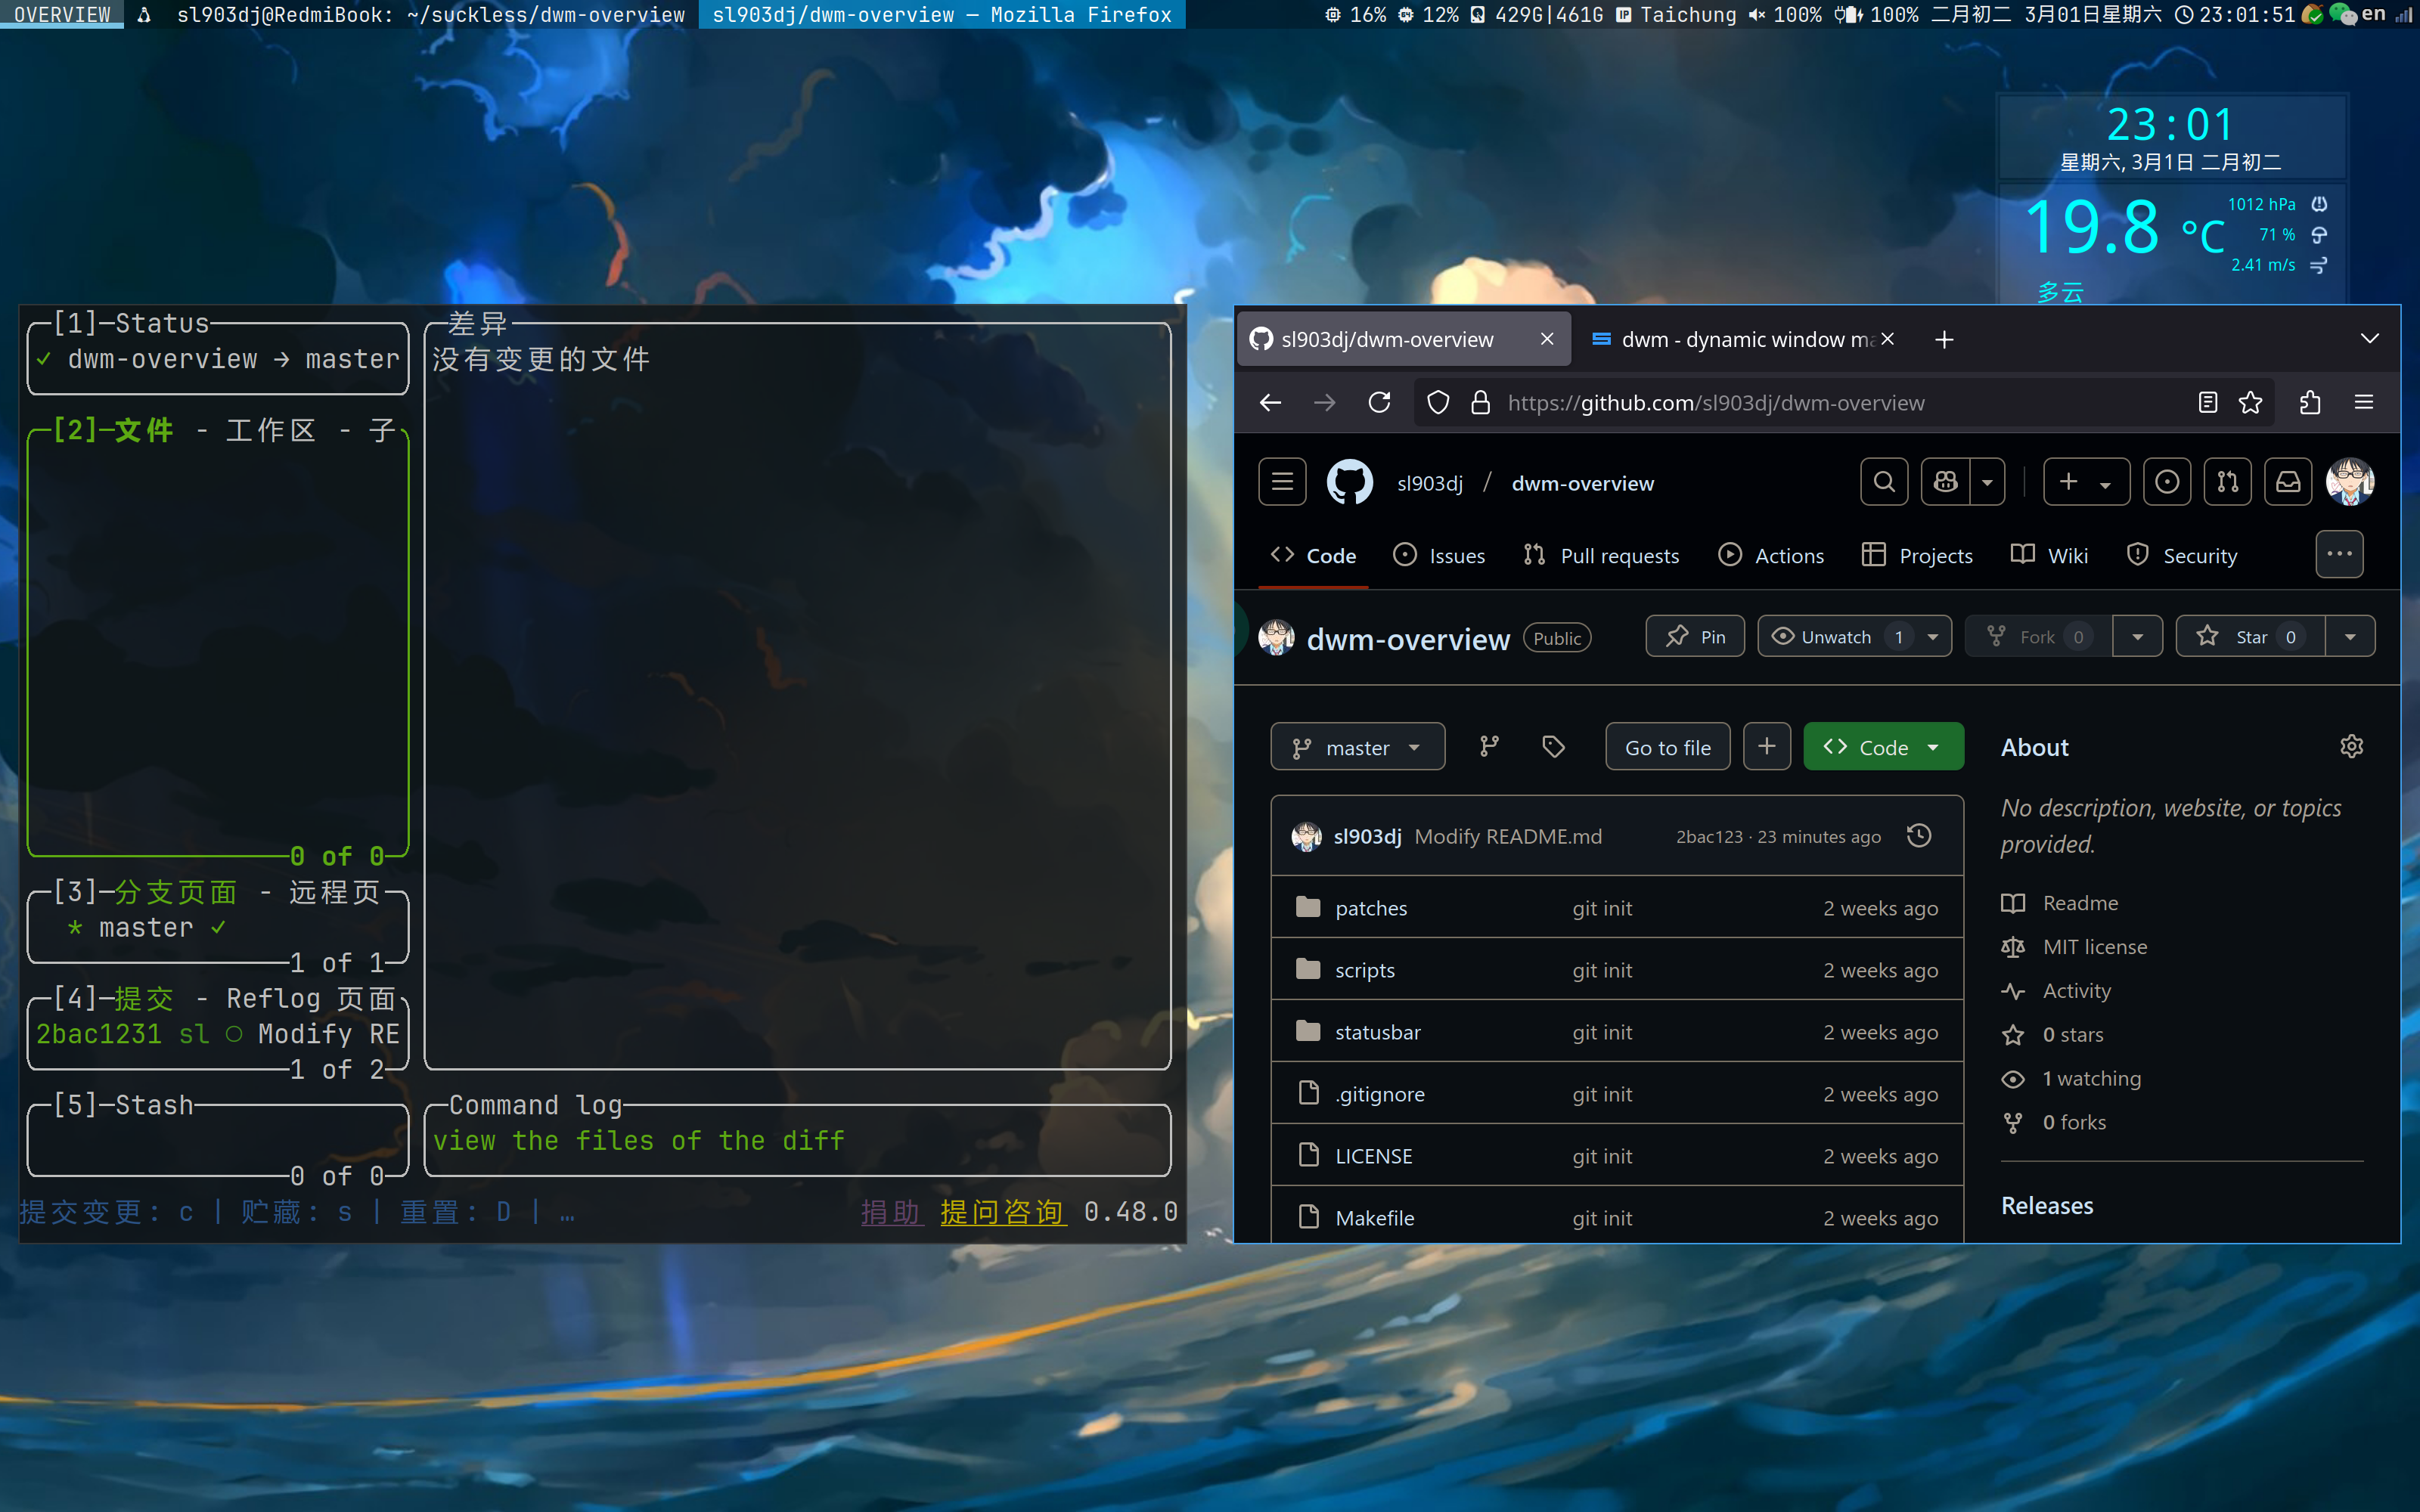 OVERVIEW sl903dj@RedmiBook: ~/suckless/dwm-overview sl903dj/dwm-overview — Mozilla Firefox 16% 12% 429G|461G IP Taichung 100% 100% 二月初二 3月01日星期六 23:01:51 en
23:01
星期六, 3月1日 二月初二
19.8 °C
1012 hPa
71 %
2.41 m/s
多云
[1]─Status
✓ dwm-overview → master
[2]─文件 - 工作区 - 子
0 of 0
[3]─分支页面 - 远程页
* master ✓
1 of 1
[4]─提交 - Reflog 页面
2bac1231 sl ○ Modify RE
1 of 2
[5]─Stash
0 of 0
差异
没有变更的文件
Command log
view the files of the diff
提交变更: c | 贮藏: s | 重置: D | … 捐助 提问咨询 0.48.0
sl903dj/dwm-overview dwm - dynamic window ma
https://github.com/sl903dj/dwm-overview
sl903dj / dwm-overview
Code Issues Pull requests Actions Projects Wiki Security
dwm-overview Public Pin Unwatch 1 Fork 0 Star 0
master Go to file Code
sl903dj Modify README.md 2bac123 · 23 minutes ago
patches git init 2 weeks ago
scripts git init 2 weeks ago
statusbar git init 2 weeks ago
.gitignore git init 2 weeks ago
LICENSE git init 2 weeks ago
Makefile git init 2 weeks ago
About
No description, website, or topics
provided.
Readme
MIT license
Activity
0 stars
1 watching
0 forks
Releases